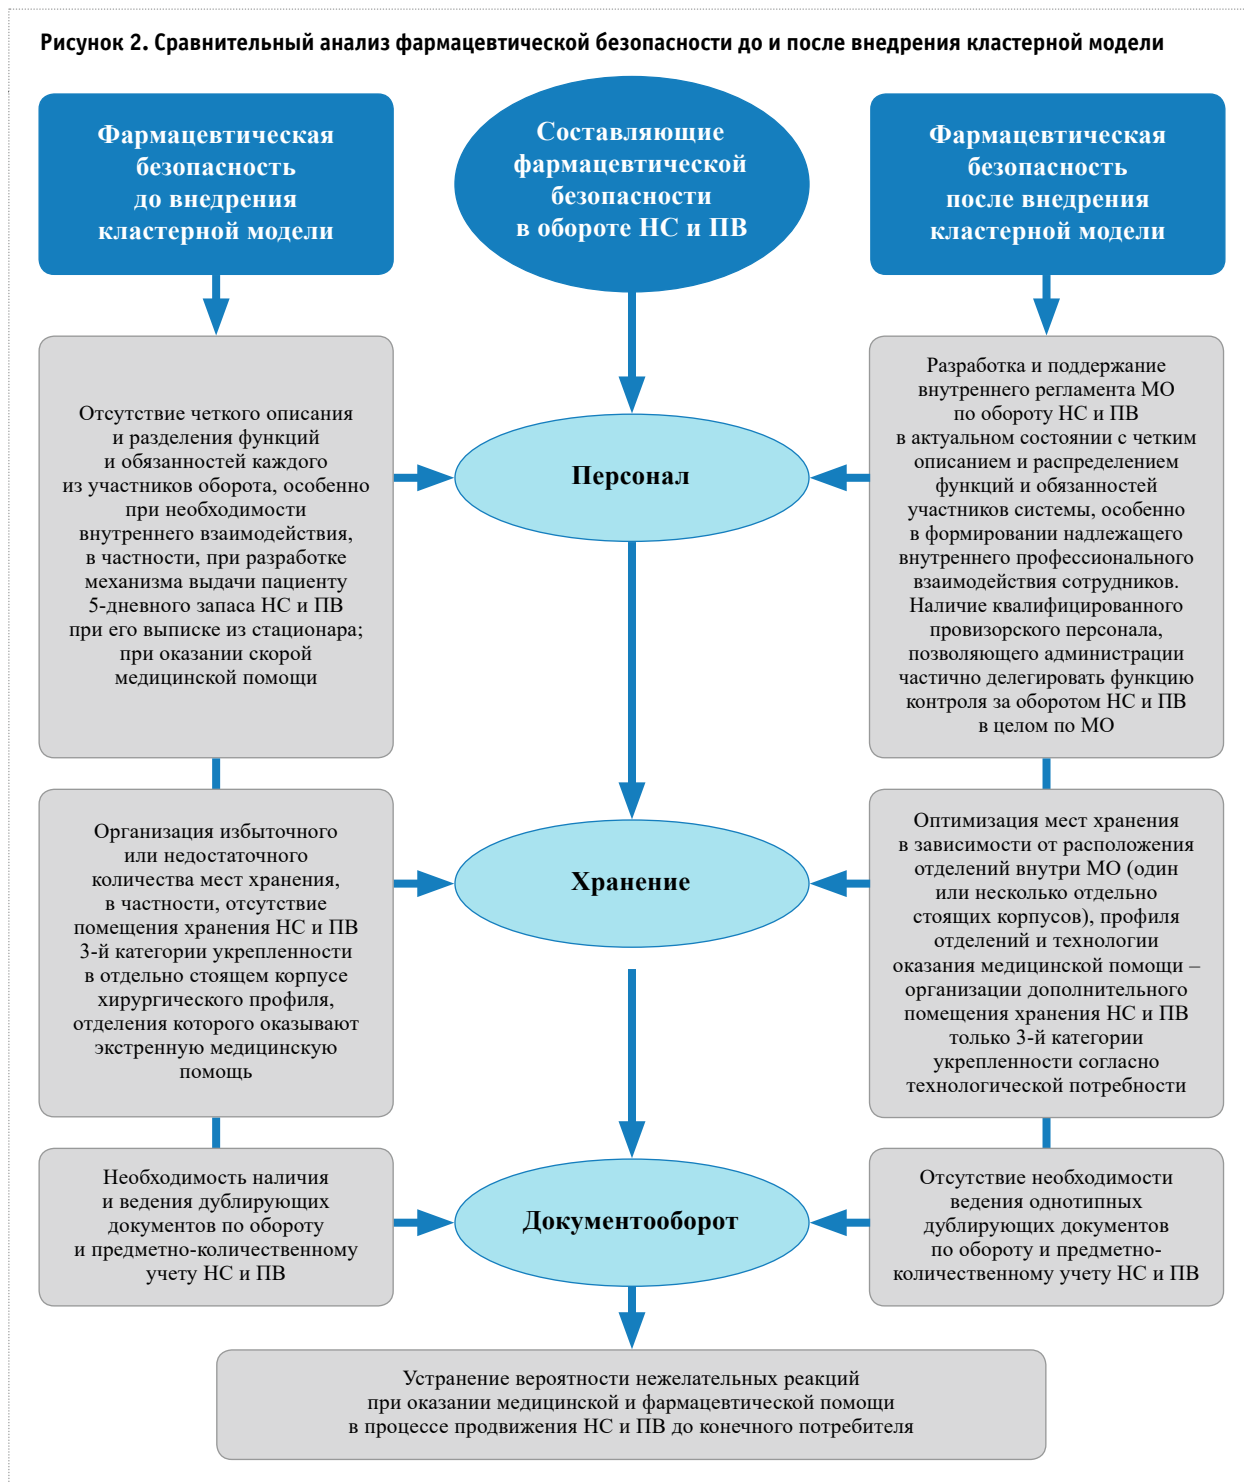 Рисунок 2. Сравнительный анализ фармацевтической безопасности до и после внедрения кластерной модели
Фармацевтическая
безопасность
до внедрения
кластерной модели
Составляющие
фармацевтической
безопасности
в обороте НС и ПВ
Фармацевтическая
безопасность
после внедрения
кластерной модели
Отсутствие четкого описания
и разделения функций
и обязанностей каждого
из участников оборота, особенно
при необходимости
внутреннего взаимодействия,
в частности, при разработке
механизма выдачи пациенту
5-дневного запаса НС и ПВ
при его выписке из стационара;
при оказании скорой
медицинской помощи
Персонал
Разработка и поддержание
внутреннего регламента МО
по обороту НС и ПВ
в актуальном состоянии с четким
описанием и распределением
функций и обязанностей
участников системы, особенно
в формировании надлежащего
внутреннего профессионального
взаимодействия сотрудников.
Наличие квалифицированного
провизорского персонала,
позволяющего администрации
частично делегировать функцию
контроля за оборотом НС и ПВ
в целом по МО
Организация избыточного
или недостаточного
количества мест хранения,
в частности, отсутствие
помещения хранения НС и ПВ
3-й категории укрепленности
в отдельно стоящем корпусе
хирургического профиля,
отделения которого оказывают
экстренную медицинскую
помощь
Хранение
Оптимизация мест хранения
в зависимости от расположения
отделений внутри МО (один
или несколько отдельно
стоящих корпусов), профиля
отделений и технологии
оказания медицинской помощи –
организации дополнительного
помещения хранения НС и ПВ
только 3-й категории
укрепленности согласно
технологической потребности
Необходимость наличия
и ведения дублирующих
документов по обороту
и предметно-количественному
учету НС и ПВ
Документооборот
Отсутствие необходимости
ведения однотипных
дублирующих документов
по обороту и предметно-
количественному учету НС и ПВ
Устранение вероятности нежелательных реакций
при оказании медицинской и фармацевтической помощи
в процессе продвижения НС и ПВ до конечного потребителя